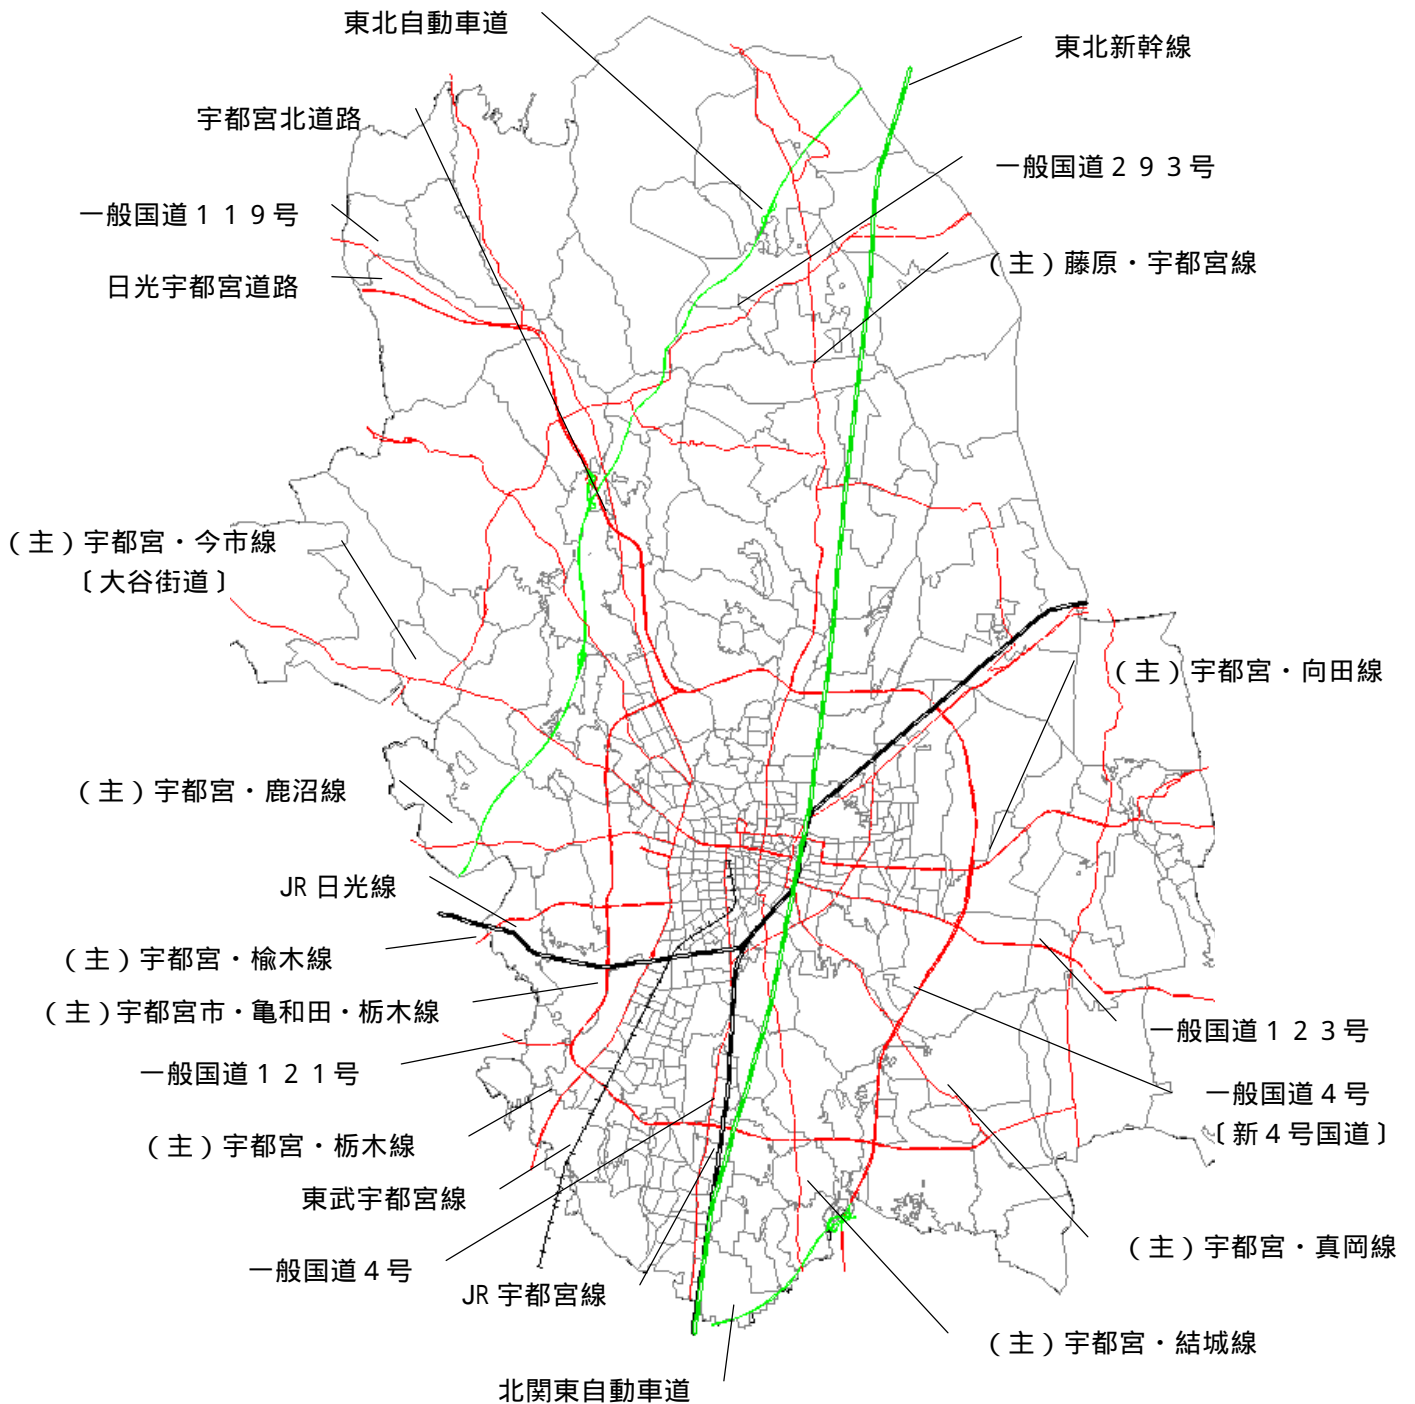 東北自動車道
東北新幹線
宇都宮北道路
一般国道２９３号
一般国道１１９号
（主）藤原・宇都宮線
日光宇都宮道路
（主）宇都宮・今市線
〔大谷街道〕
（主）宇都宮・向田線
（主）宇都宮・鹿沼線
JR 日光線
（主）宇都宮・楡木線
（主）宇都宮市・亀和田・栃木線
一般国道１２３号
一般国道１２１号
一般国道４号
〔新４号国道〕
（主）宇都宮・栃木線
東武宇都宮線
（主）宇都宮・真岡線
一般国道４号
JR 宇都宮線
（主）宇都宮・結城線
北関東自動車道